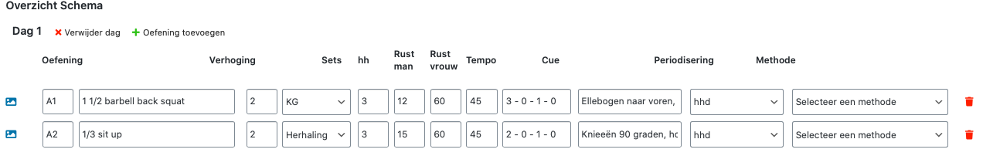 Overzicht Schema
Dag 1 Verwijder dag Oefening toevoegen
Oefening Verhoging Sets hh Rust man Rust vrouw Tempo Cue Periodisering Methode
A1 1 1/2 barbell back squat 2 KG 3 12 60 45 3 - 0 - 1 - 0 Ellebogen naar voren, hhd Selecteer een methode
A2 1/3 sit up 2 Herhaling 3 15 60 45 2 - 0 - 1 - 0 Knieeën 90 graden, hhd Selecteer een methode